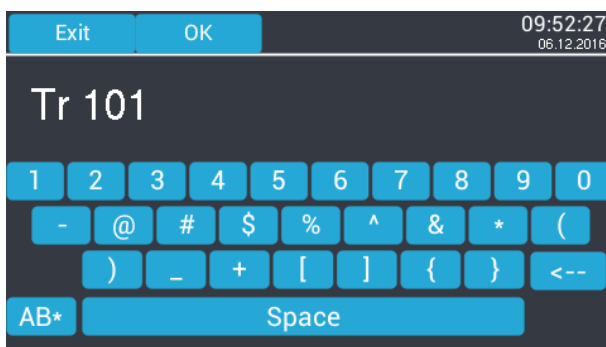 Exit OK 09:52:27
06.12.2016
Tr 101
1 2 3 4 5 6 7 8 9 0
- @ # $ % ^ & * (
) _ + [ ] { } <--
AB* Space